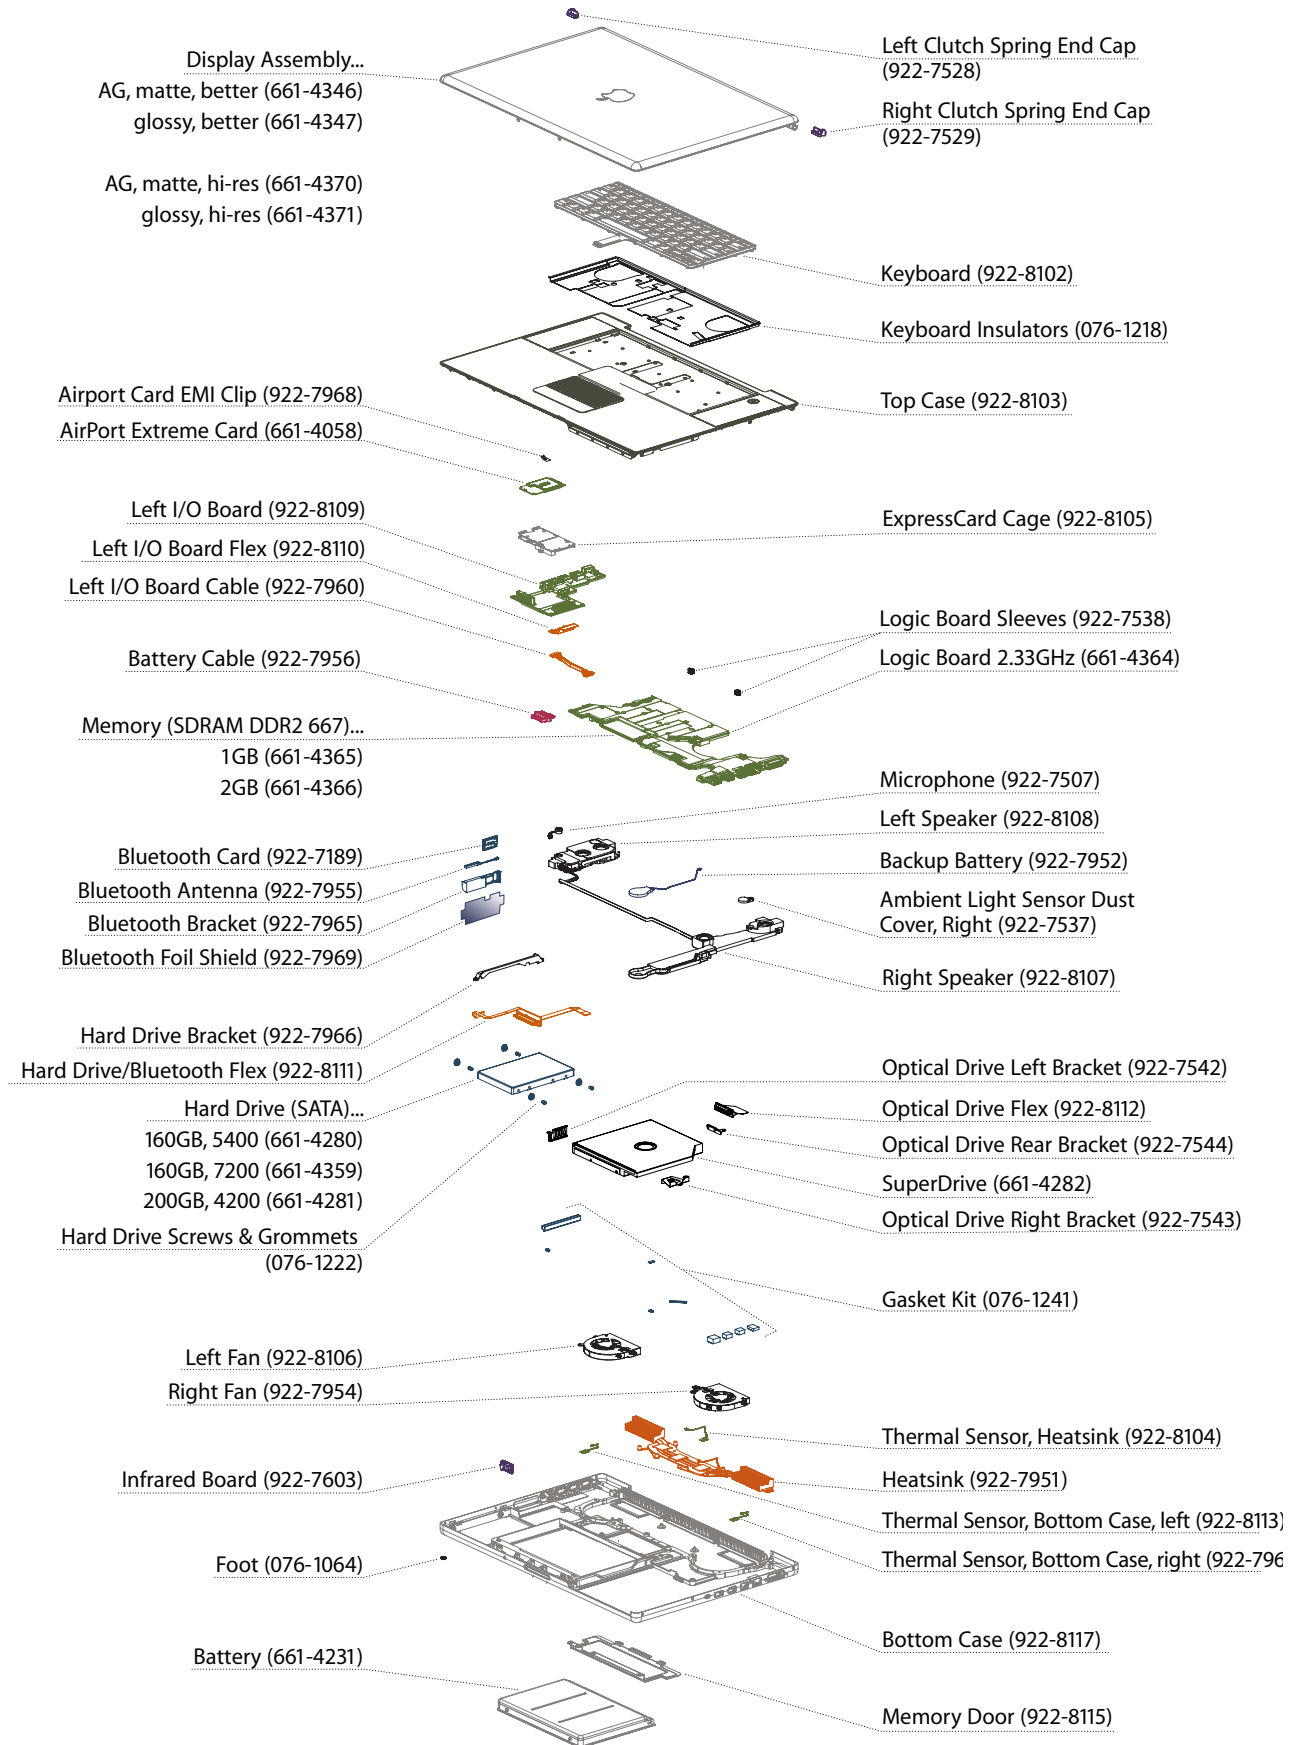 Display Assembly...
AG, matte, better (661-4346)
glossy, better (661-4347)
AG, matte, hi-res (661-4370)
glossy, hi-res (661-4371)
Left Clutch Spring End Cap
(922-7528)
Right Clutch Spring End Cap
(922-7529)
Keyboard (922-8102)
Keyboard Insulators (076-1218)
Top Case (922-8103)
Airport Card EMI Clip (922-7968)
AirPort Extreme Card (661-4058)
Left I/O Board (922-8109)
Left I/O Board Flex (922-8110)
Left I/O Board Cable (922-7960)
Battery Cable (922-7956)
Memory (SDRAM DDR2 667)...
1GB (661-4365)
2GB (661-4366)
ExpressCard Cage (922-8105)
Logic Board Sleeves (922-7538)
Logic Board 2.33GHz (661-4364)
Microphone (922-7507)
Left Speaker (922-8108)
Backup Battery (922-7952)
Ambient Light Sensor Dust
Cover, Right (922-7537)
Right Speaker (922-8107)
Bluetooth Card (922-7189)
Bluetooth Antenna (922-7955)
Bluetooth Bracket (922-7965)
Bluetooth Foil Shield (922-7969)
Hard Drive Bracket (922-7966)
Hard Drive/Bluetooth Flex (922-8111)
Hard Drive (SATA)...
160GB, 5400 (661-4280)
160GB, 7200 (661-4359)
200GB, 4200 (661-4281)
Hard Drive Screws & Grommets
(076-1222)
Optical Drive Left Bracket (922-7542)
Optical Drive Flex (922-8112)
Optical Drive Rear Bracket (922-7544)
SuperDrive (661-4282)
Optical Drive Right Bracket (922-7543)
Gasket Kit (076-1241)
Left Fan (922-8106)
Right Fan (922-7954)
Infrared Board (922-7603)
Foot (076-1064)
Battery (661-4231)
Thermal Sensor, Heatsink (922-8104)
Heatsink (922-7951)
Thermal Sensor, Bottom Case, left (922-8113)
Thermal Sensor, Bottom Case, right (922-796
Bottom Case (922-8117)
Memory Door (922-8115)